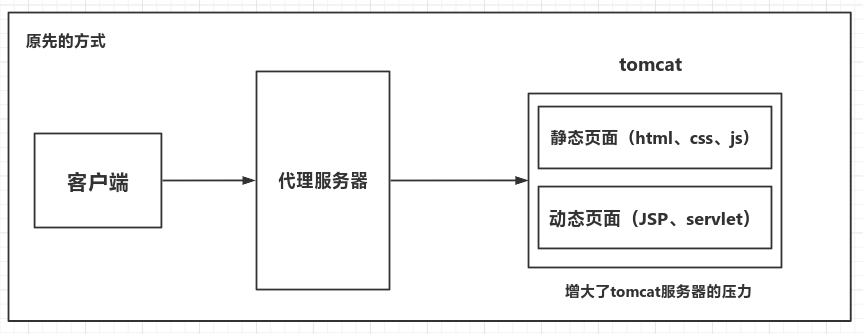 原先的方式
tomcat
静态页面（html、css、js）
客户端
代理服务器
动态页面（JSP、servlet）
增大了tomcat服务器的压力